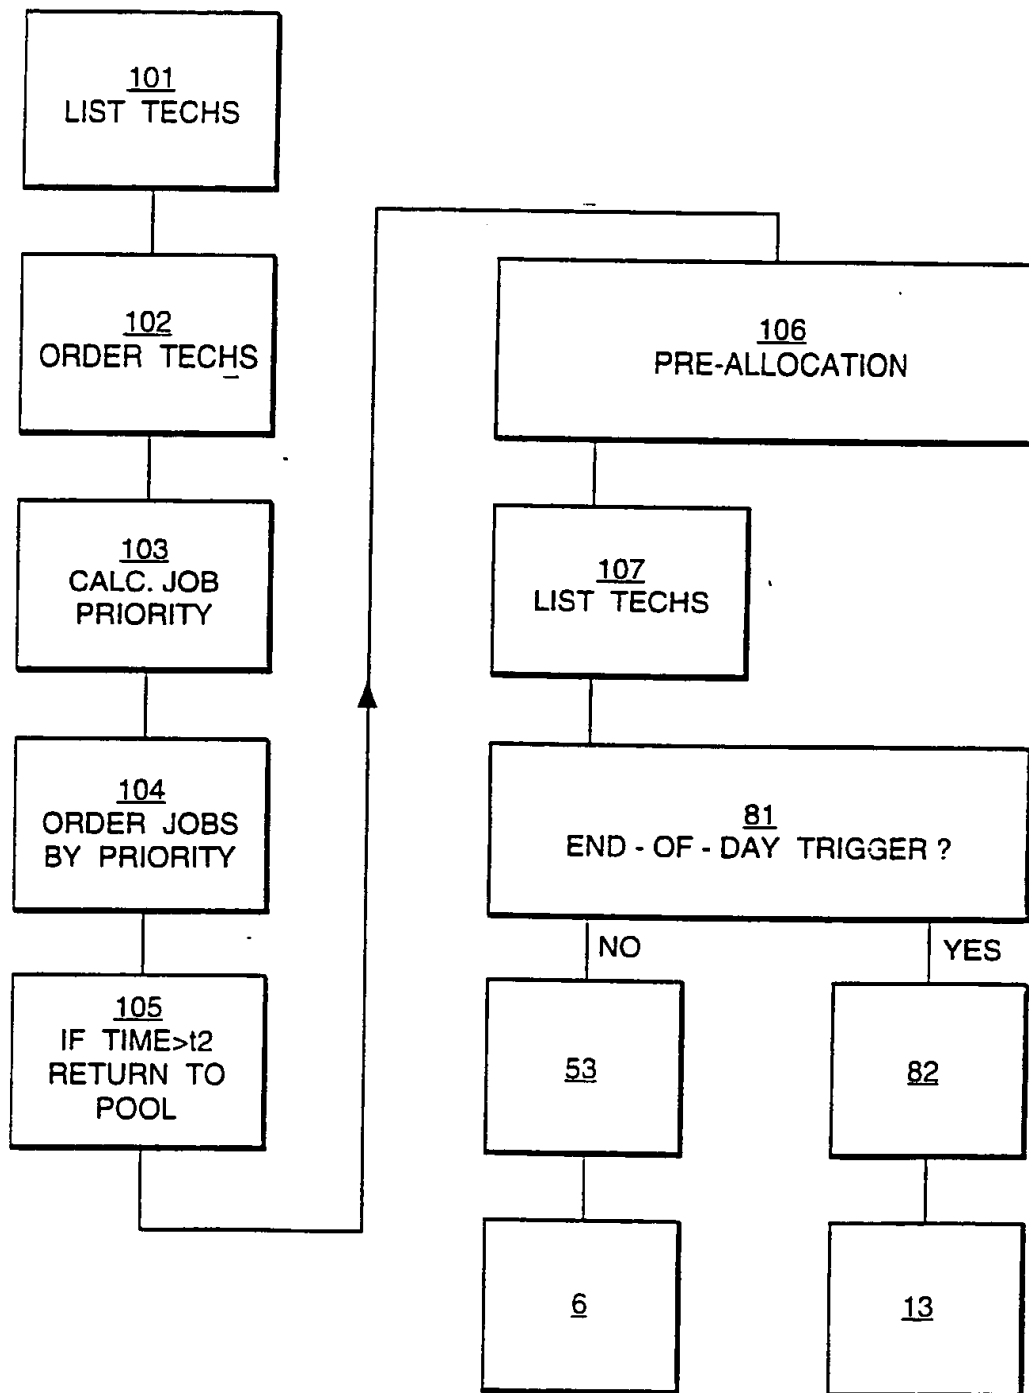 101
LIST TECHS
102
ORDER TECHS
103
CALC. JOB
PRIORITY
104
ORDER JOBS
BY PRIORITY
105
IF TIME>t2
RETURN TO
POOL
106
PRE-ALLOCATION
107
LIST TECHS
81
END - OF - DAY TRIGGER ?
NO
YES
53
82
6
13